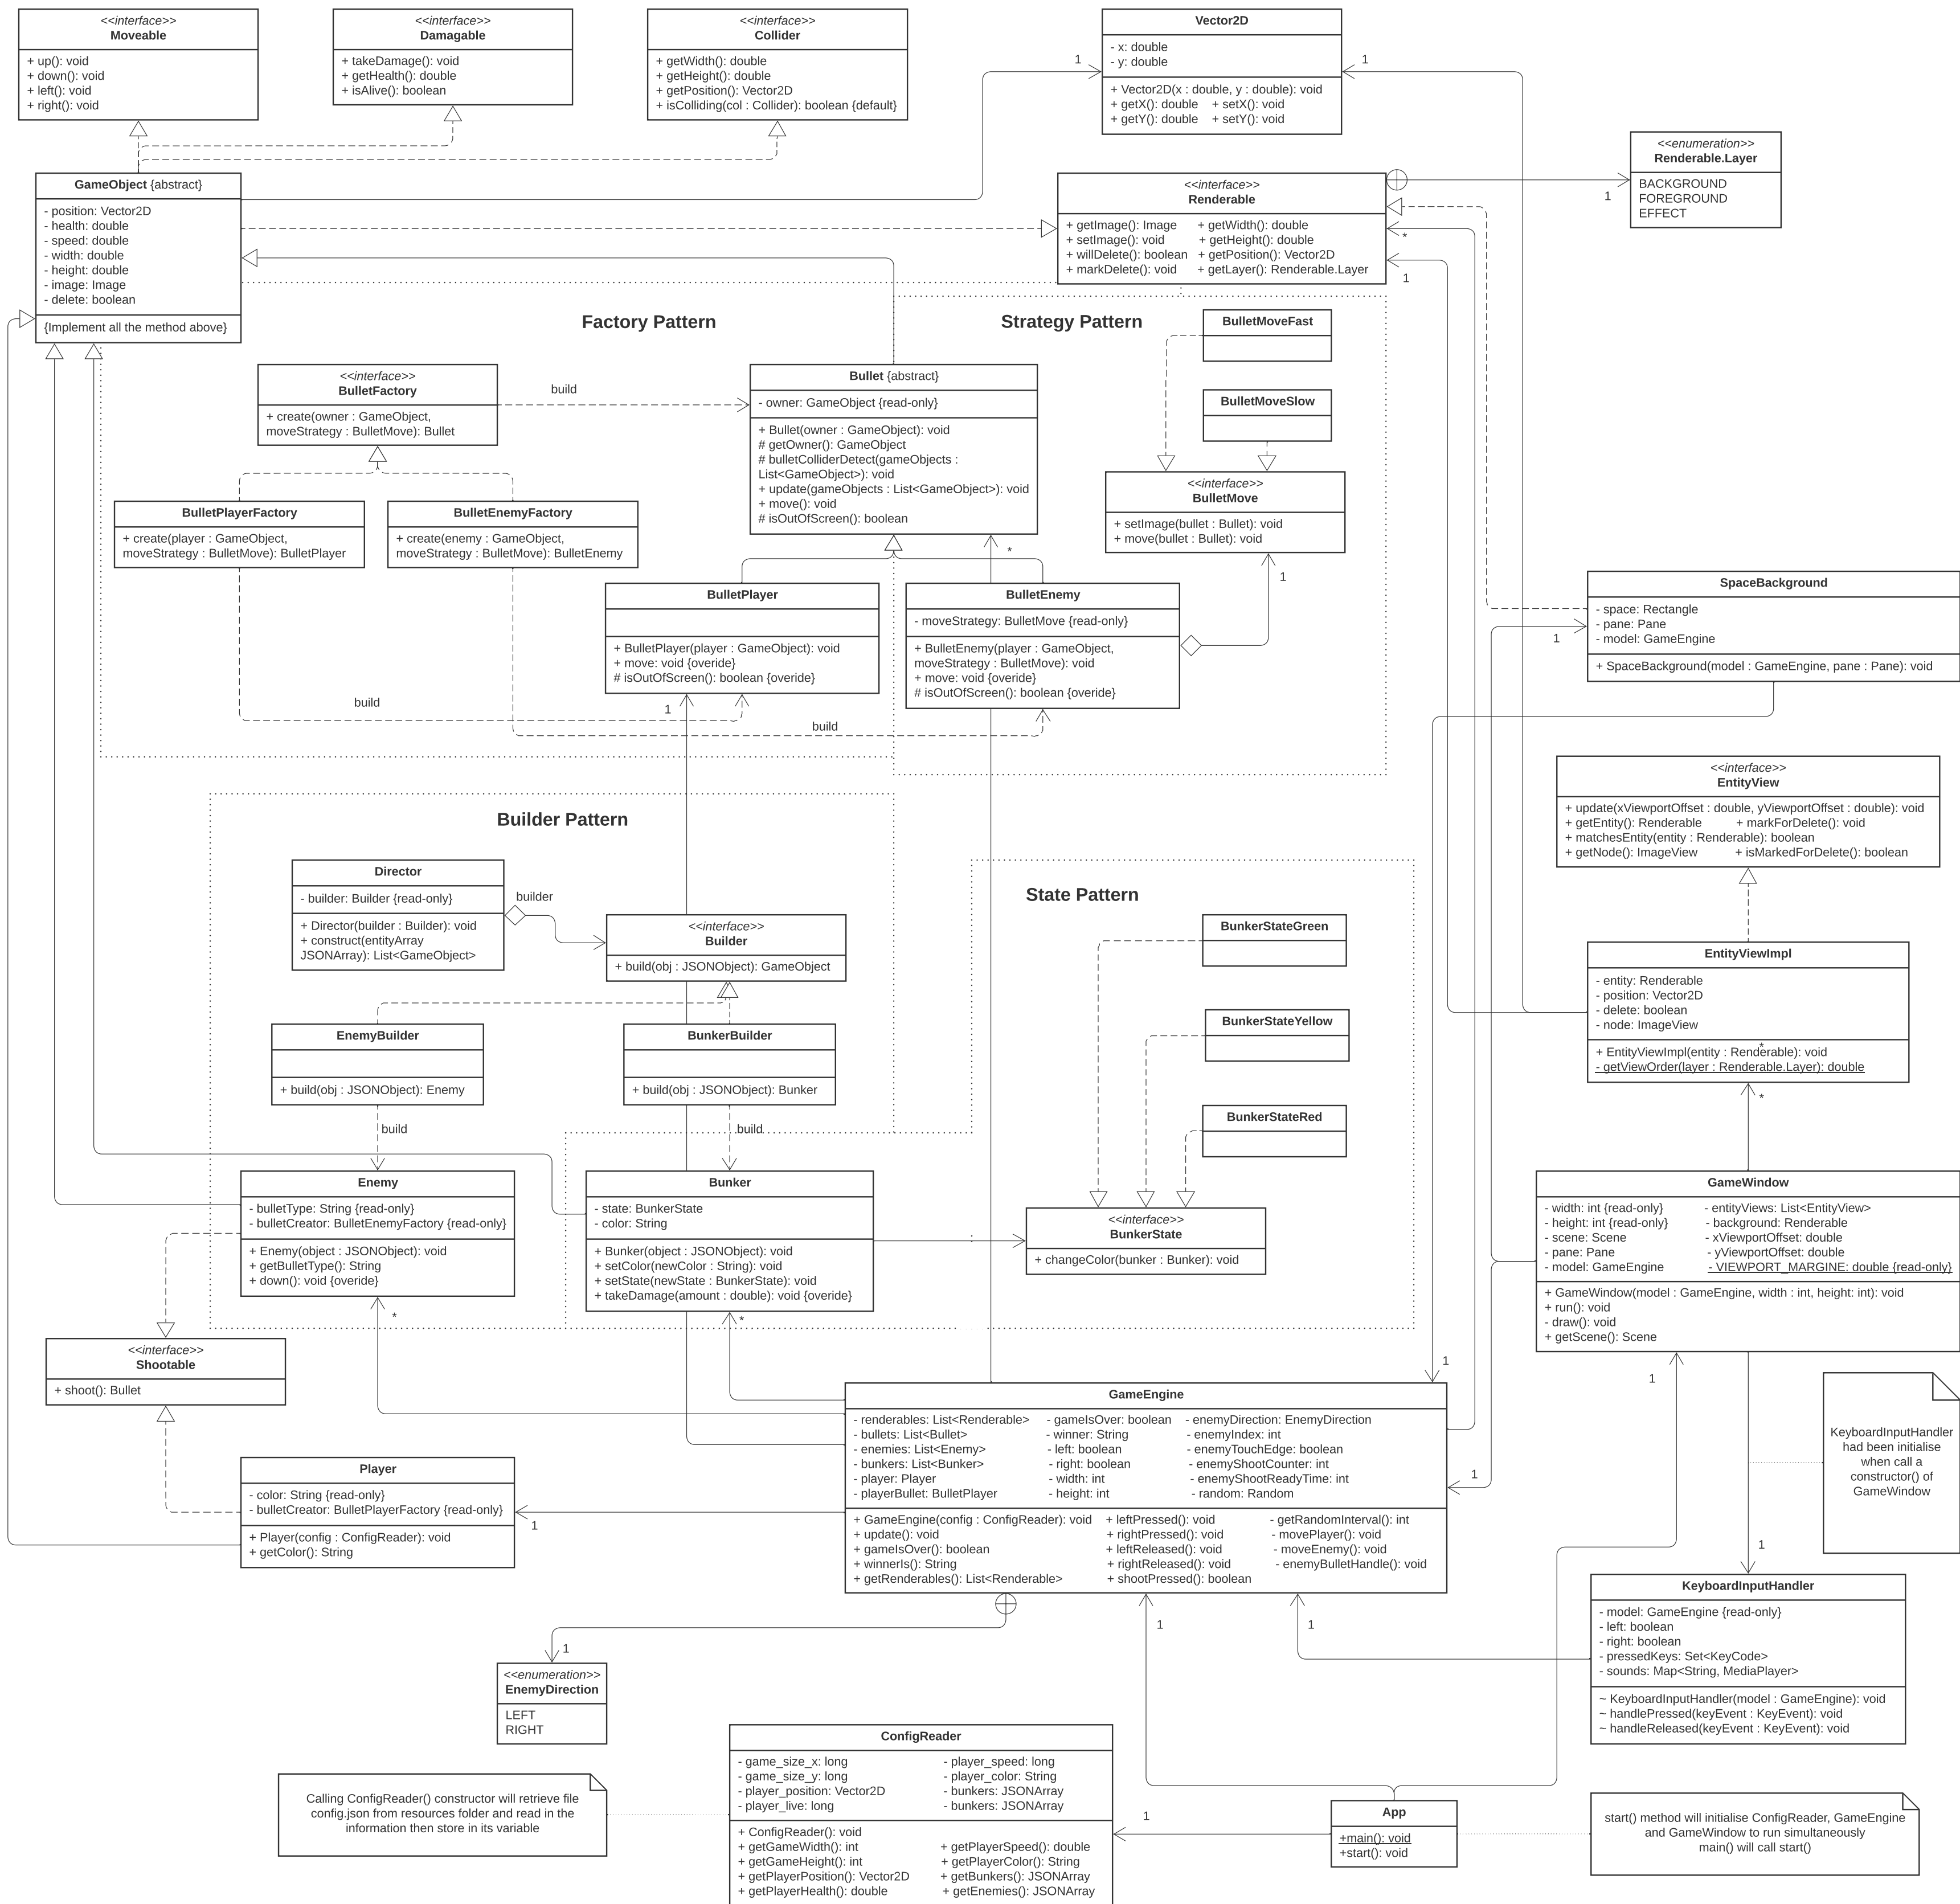 <<interface>>
Moveable
+ up(): void
+ down(): void
+ left(): void
+ right(): void
<<interface>>
Damagable
+ takeDamage(): void
+ getHealth(): double
+ isAlive(): boolean
<<interface>>
Collider
+ getWidth(): double
+ getHeight(): double
+ getPosition(): Vector2D
+ isColliding(col : Collider): boolean {default}
Vector2D
- x: double
- y: double
+ Vector2D(x : double, y : double): void
+ getX(): double + setX(): void
+ getY(): double + setY(): void
1
1
<<enumeration>>
Renderable.Layer
BACKGROUND
FOREGROUND
EFFECT
1
GameObject {abstract}
- position: Vector2D
- health: double
- speed: double
- width: double
- height: double
- image: Image
- delete: boolean
{Implement all the method above}
<<interface>>
Renderable
+ getImage(): Image + getWidth(): double
+ setImage(): void + getHeight(): double
+ willDelete(): boolean + getPosition(): Vector2D
+ markDelete(): void + getLayer(): Renderable.Layer
*
1
Factory Pattern
Strategy Pattern
BulletMoveFast
BulletMoveSlow
<<interface>>
BulletMove
+ setImage(bullet : Bullet): void
+ move(bullet : Bullet): void
1
<<interface>>
BulletFactory
+ create(owner : GameObject,
moveStrategy : BulletMove): Bullet
build
Bullet {abstract}
- owner: GameObject {read-only}
+ Bullet(owner : GameObject): void
# getOwner(): GameObject
# bulletColliderDetect(gameObjects :
List<GameObject>): void
+ update(gameObjects : List<GameObject>): void
+ move(): void
# isOutOfScreen(): boolean
*
BulletPlayerFactory
+ create(player : GameObject,
moveStrategy : BulletMove): BulletPlayer
BulletEnemyFactory
+ create(enemy : GameObject,
moveStrategy : BulletMove): BulletEnemy
BulletPlayer
+ BulletPlayer(player : GameObject): void
+ move: void {overide}
# isOutOfScreen(): boolean {overide}
BulletEnemy
- moveStrategy: BulletMove {read-only}
+ BulletEnemy(player : GameObject,
moveStrategy : BulletMove): void
+ move: void {overide}
# isOutOfScreen(): boolean {overide}
build
1
build
SpaceBackground
- space: Rectangle
- pane: Pane
- model: GameEngine
+ SpaceBackground(model : GameEngine, pane : Pane): void
1
<<interface>>
EntityView
+ update(xViewportOffset : double, yViewportOffset : double): void
+ getEntity(): Renderable + markForDelete(): void
+ matchesEntity(entity : Renderable): boolean
+ getNode(): ImageView + isMarkedForDelete(): boolean
Builder Pattern
Director
- builder: Builder {read-only}
+ Director(builder : Builder): void
+ construct(entityArray
JSONArray): List<GameObject>
builder
<<interface>>
Builder
+ build(obj : JSONObject): GameObject
EnemyBuilder
+ build(obj : JSONObject): Enemy
BunkerBuilder
+ build(obj : JSONObject): Bunker
build
build
State Pattern
BunkerStateGreen
BunkerStateYellow
BunkerStateRed
<<interface>>
BunkerState
+ changeColor(bunker : Bunker): void
EntityViewImpl
- entity: Renderable
- position: Vector2D
- delete: boolean
- node: ImageView
*
+ EntityViewImpl(entity : Renderable): void
- getViewOrder(layer : Renderable.Layer): double
*
Enemy
- bulletType: String {read-only}
- bulletCreator: BulletEnemyFactory {read-only}
+ Enemy(object : JSONObject): void
+ getBulletType(): String
+ down(): void {overide}
*
Bunker
- state: BunkerState
- color: String
+ Bunker(object : JSONObject): void
+ setColor(newColor : String): void
+ setState(newState : BunkerState): void
+ takeDamage(amount : double): void {overide}
*
GameWindow
- width: int {read-only} - entityViews: List<EntityView>
- height: int {read-only} - background: Renderable
- scene: Scene - xViewportOffset: double
- pane: Pane - yViewportOffset: double
- model: GameEngine - VIEWPORT_MARGINE: double {read-only}
+ GameWindow(model : GameEngine, width : int, height: int): void
+ run(): void
- draw(): void
+ getScene(): Scene
<<interface>>
Shootable
+ shoot(): Bullet
1
1
GameEngine
- renderables: List<Renderable> - gameIsOver: boolean - enemyDirection: EnemyDirection
- bullets: List<Bullet> - winner: String - enemyIndex: int
- enemies: List<Enemy> - left: boolean - enemyTouchEdge: boolean
- bunkers: List<Bunker> - right: boolean - enemyShootCounter: int
- player: Player - width: int - enemyShootReadyTime: int
- playerBullet: BulletPlayer - height: int - random: Random
+ GameEngine(config : ConfigReader): void + leftPressed(): void - getRandomInterval(): int
+ update(): void + rightPressed(): void - movePlayer(): void
+ gameIsOver(): boolean + leftReleased(): void - moveEnemy(): void
+ winnerIs(): String + rightReleased(): void - enemyBulletHandle(): void
+ getRenderables(): List<Renderable> + shootPressed(): boolean
1
KeyboardInputHandler
had been initialise
when call a
constructor() of
GameWindow
Player
- color: String {read-only}
- bulletCreator: BulletPlayerFactory {read-only}
+ Player(config : ConfigReader): void
+ getColor(): String
1
1
KeyboardInputHandler
- model: GameEngine {read-only}
- left: boolean
- right: boolean
- pressedKeys: Set<KeyCode>
- sounds: Map<String, MediaPlayer>
~ KeyboardInputHandler(model : GameEngine): void
~ handlePressed(keyEvent : KeyEvent): void
~ handleReleased(keyEvent : KeyEvent): void
1
1
1
<<enumeration>>
EnemyDirection
LEFT
RIGHT
ConfigReader
- game_size_x: long - player_speed: long
- game_size_y: long - player_color: String
- player_position: Vector2D - bunkers: JSONArray
- player_live: long - bunkers: JSONArray
+ ConfigReader(): void
+ getGameWidth(): int + getPlayerSpeed(): double
+ getGameHeight(): int + getPlayerColor(): String
+ getPlayerPosition(): Vector2D + getBunkers(): JSONArray
+ getPlayerHealth(): double + getEnemies(): JSONArray
Calling ConfigReader() constructor will retrieve file
config.json from resources folder and read in the
information then store in its variable
1
App
+main(): void
+start(): void
start() method will initialise ConfigReader, GameEngine
and GameWindow to run simultaneously
main() will call start()